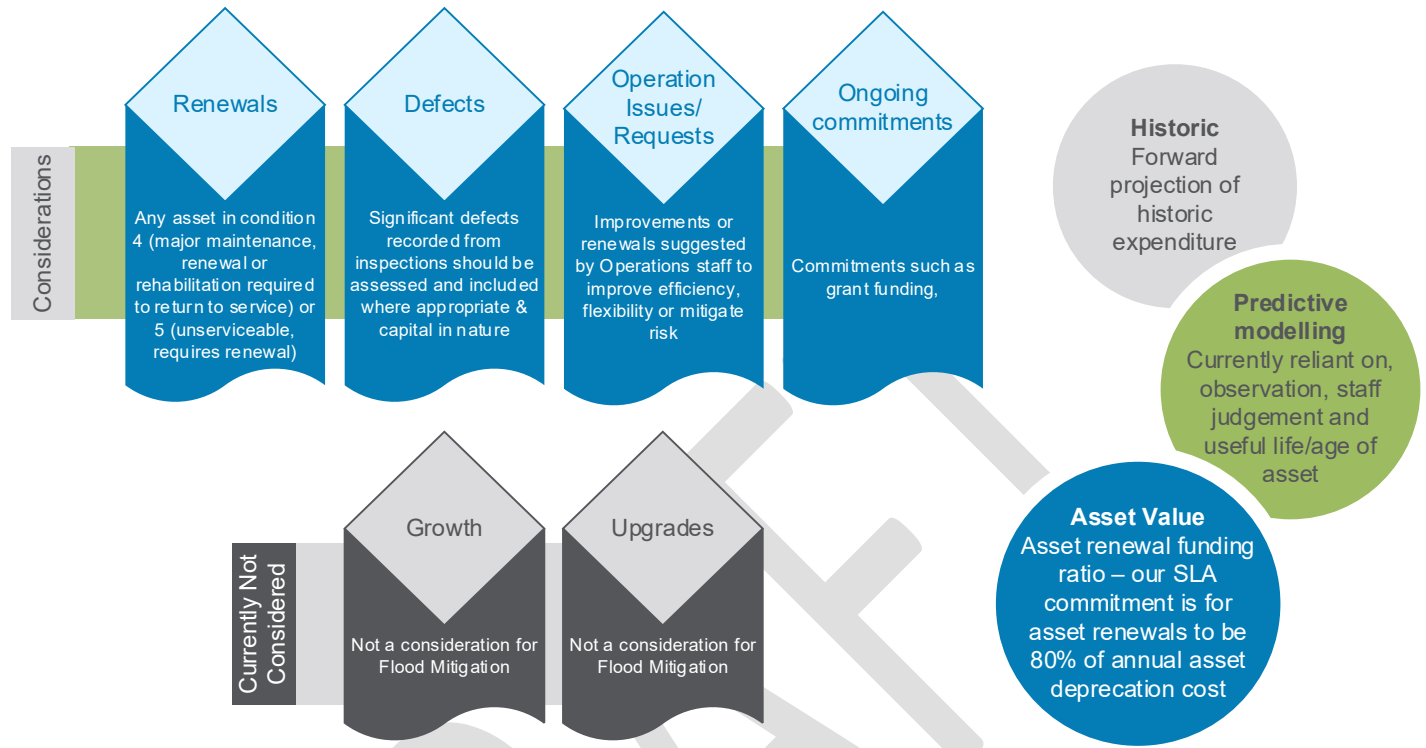 Considerations
Renewals
Any asset in condition
4 (major maintenance,
renewal or
rehabilitation required
to return to service) or
5 (unserviceable,
requires renewal)
Defects
Significant defects
recorded from
inspections should be
assessed and included
where appropriate &
capital in nature
Operation
Issues/
Requests
Improvements or
renewals suggested
by Operations staff to
improve efficiency,
flexibility or mitigate
risk
Ongoing
commitments
Commitments such as
grant funding,
Currently Not
Considered
Growth
Not a consideration for
Flood Mitigation
Upgrades
Not a consideration for
Flood Mitigation
Historic
Forward
projection of
historic
expenditure
Predictive
modelling
Currently reliant on,
observation, staff
judgement and
useful life/age of
asset
Asset Value
Asset renewal funding
ratio – our SLA
commitment is for
asset renewals to be
80% of annual asset
deprecation cost